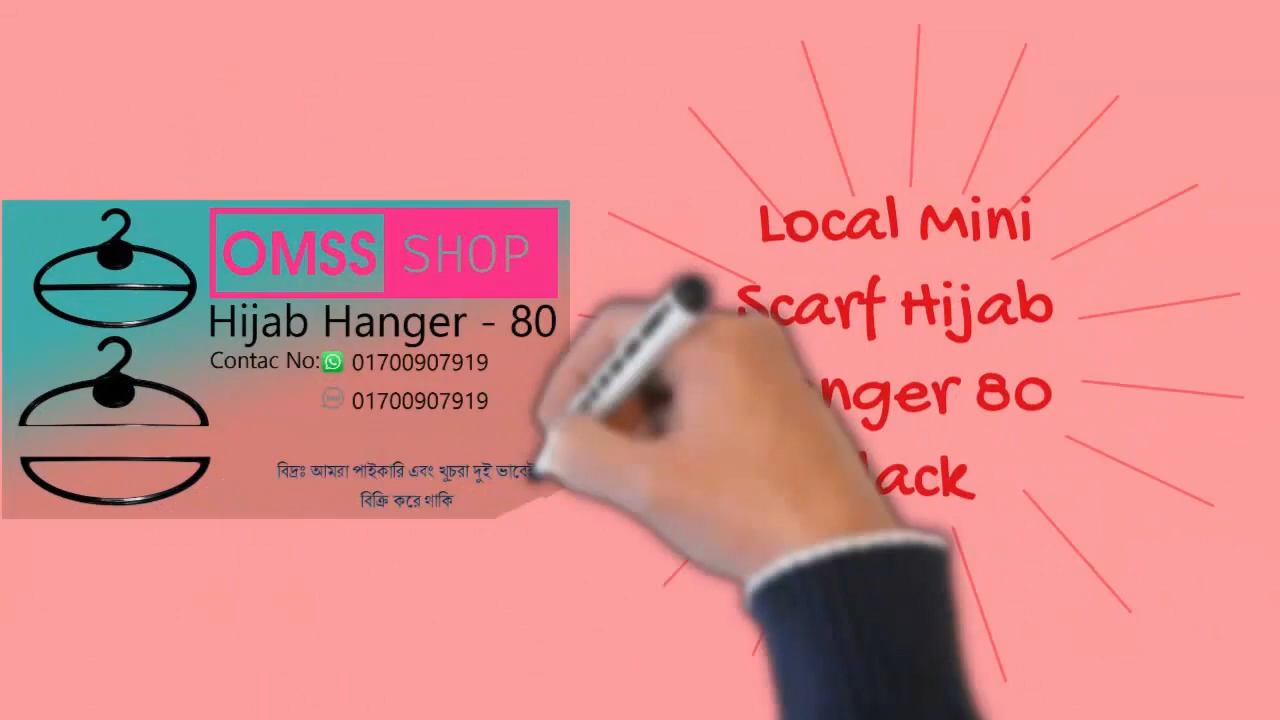 OMSS SHOP
Hijab Hanger - 80
Contac No: 01700907919
01700907919
বিদ্রঃ আমরা পাইকারি এবং খুচরা দুই ভাবেই
বিক্রি করে থাকি
Local Mini
Scarf Hijab
nger 80
lack